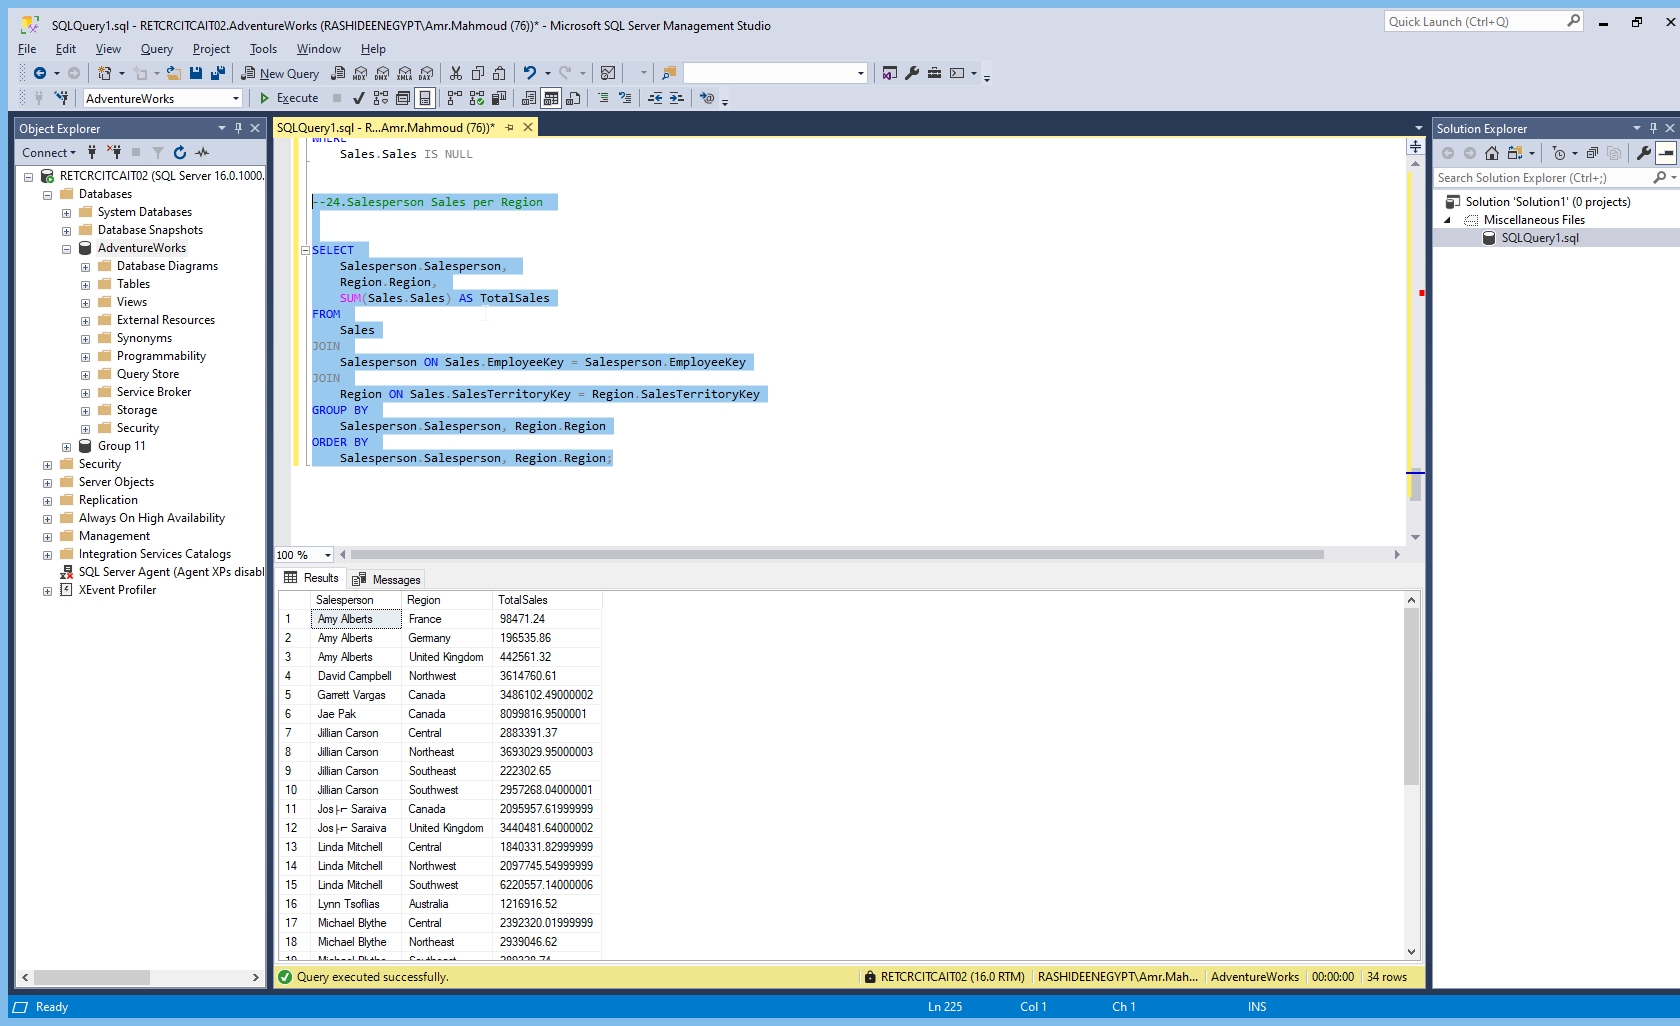 SQLQuery1.sql - RETCRCITCAIT02.AdventureWorks (RASHIDEENEGYPT\Amr.Mahmoud (76))* - Microsoft SQL Server Management Studio
Quick Launch (Ctrl+Q)
File Edit View Query Project Tools Window Help
New Query MDX DMX XMLA DAX
AdventureWorks Execute
Object Explorer
Connect
RETCRCITCAIT02 (SQL Server 16.0.1000.
Databases
System Databases
Database Snapshots
AdventureWorks
Database Diagrams
Tables
Views
External Resources
Synonyms
Programmability
Query Store
Service Broker
Storage
Security
Group 11
Security
Server Objects
Replication
Always On High Availability
Management
Integration Services Catalogs
SQL Server Agent (Agent XPs disabl
XEvent Profiler
SQLQuery1.sql - R...Amr.Mahmoud (76))*
WHERE
Sales.Sales IS NULL
--24.Salesperson Sales per Region
SELECT
Salesperson.Salesperson,
Region.Region,
SUM(Sales.Sales) AS TotalSales
FROM
Sales
JOIN
Salesperson ON Sales.EmployeeKey = Salesperson.EmployeeKey
JOIN
Region ON Sales.SalesTerritoryKey = Region.SalesTerritoryKey
GROUP BY
Salesperson.Salesperson, Region.Region
ORDER BY
Salesperson.Salesperson, Region.Region;
100 %
Results Messages
Salesperson Region TotalSales
1 Amy Alberts France 98471.24
2 Amy Alberts Germany 196535.86
3 Amy Alberts United Kingdom 442561.32
4 David Campbell Northwest 3614760.61
5 Garrett Vargas Canada 3486102.49000002
6 Jae Pak Canada 8099816.9500001
7 Jillian Carson Central 2883391.37
8 Jillian Carson Northeast 3693029.95000003
9 Jillian Carson Southeast 222302.65
10 Jillian Carson Southwest 2957268.04000001
11 Jos├⌐ Saraiva Canada 2095957.61999999
12 Jos├⌐ Saraiva United Kingdom 3440481.64000002
13 Linda Mitchell Central 1840331.82999999
14 Linda Mitchell Northwest 2097745.54999999
15 Linda Mitchell Southwest 6220557.14000006
16 Lynn Tsoflias Australia 1216916.52
17 Michael Blythe Central 2392320.01999999
18 Michael Blythe Northeast 2939046.62
Query executed successfully.
RETCRCITCAIT02 (16.0 RTM) RASHIDEENEGYPT\Amr.Mah... AdventureWorks 00:00:00 34 rows
Solution Explorer
Search Solution Explorer (Ctrl+;)
Solution 'Solution1' (0 projects)
Miscellaneous Files
SQLQuery1.sql
Ready Ln 225 Col 1 Ch 1 INS